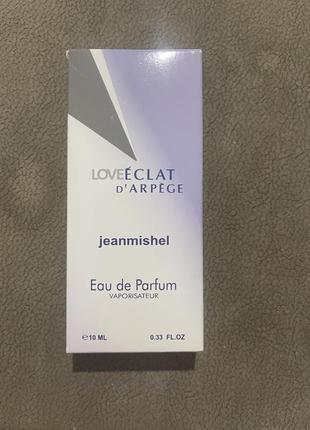 LOVEÉCLAT
D'ARPÈGE
jeanmishel
Eau de Parfum
VAPORISATEUR
℮10 ML 0.33 FL.OZ